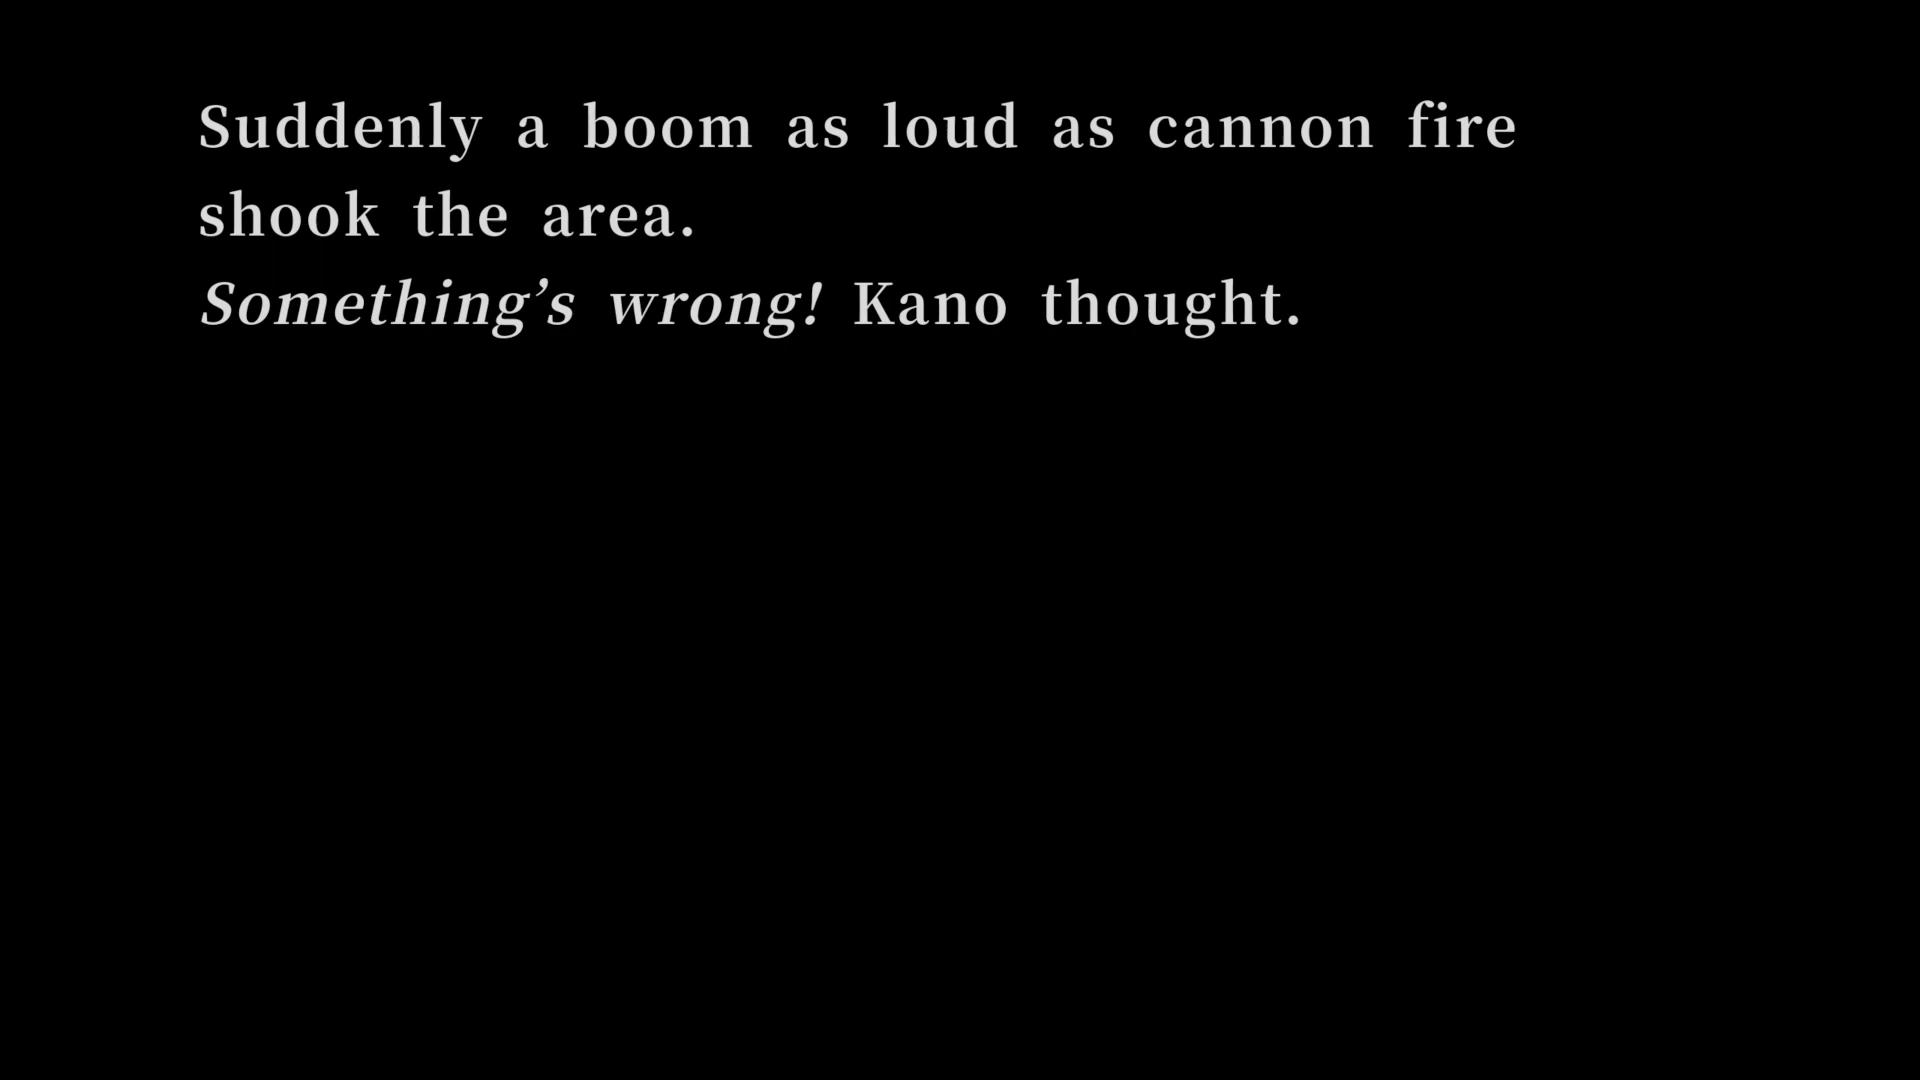 Suddenly a boom as loud as cannon fire
shook the area.
Something’s wrong! Kano thought.